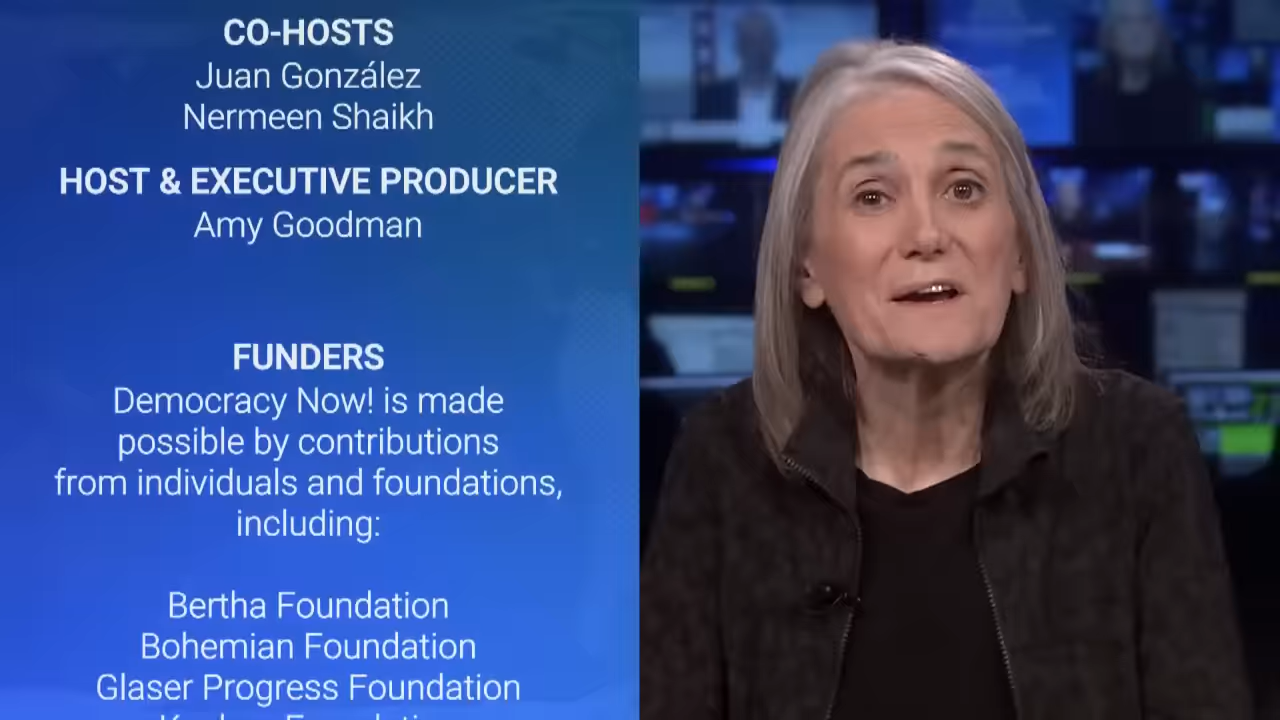 CO-HOSTS
Juan González
Nermeen Shaikh
HOST & EXECUTIVE PRODUCER
Amy Goodman
FUNDERS
Democracy Now! is made
possible by contributions
from individuals and foundations,
including:
Bertha Foundation
Bohemian Foundation
Glaser Progress Foundation